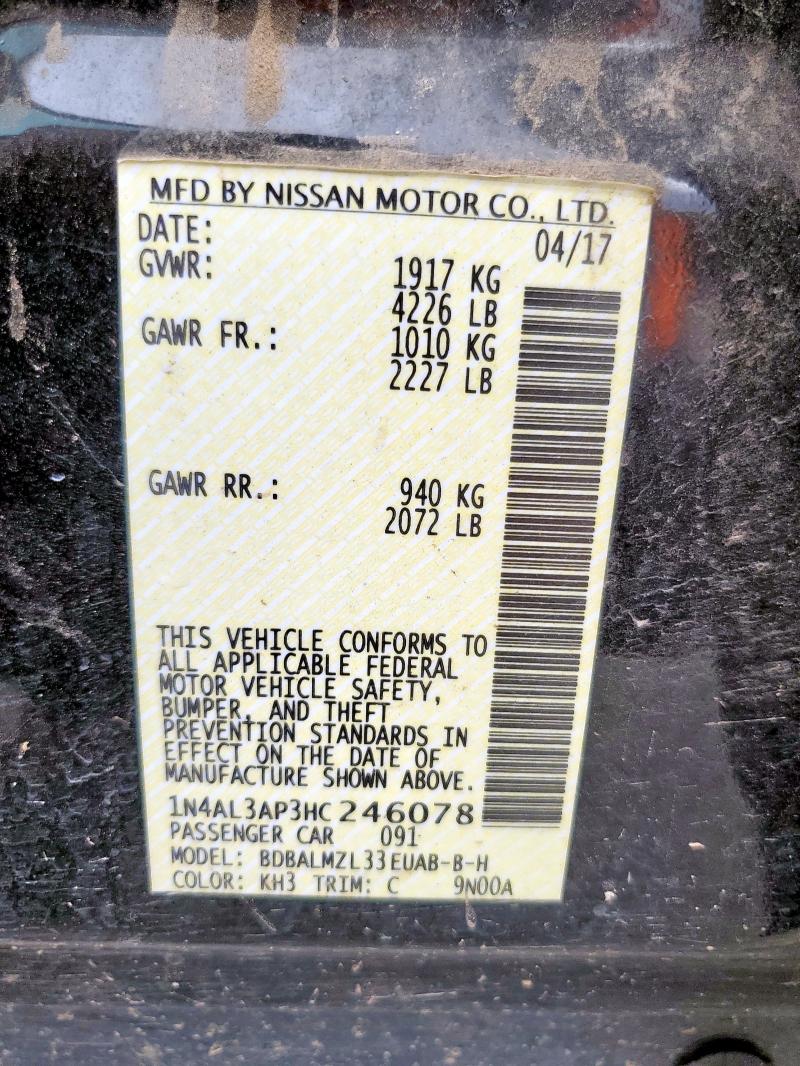 MFD BY NISSAN MOTOR CO., LTD.
DATE: 04/17
GVWR: 1917 KG
4226 LB
GAWR FR.: 1010 KG
2227 LB
GAWR RR.: 940 KG
2072 LB
THIS VEHICLE CONFORMS TO
ALL APPLICABLE FEDERAL
MOTOR VEHICLE SAFETY,
BUMPER, AND THEFT
PREVENTION STANDARDS IN
EFFECT ON THE DATE OF
MANUFACTURE SHOWN ABOVE.
1N4AL3AP3HC246078
PASSENGER CAR 091
MODEL: BDBALMZL33EUAB-B-H
COLOR: KH3 TRIM: C 9N00A